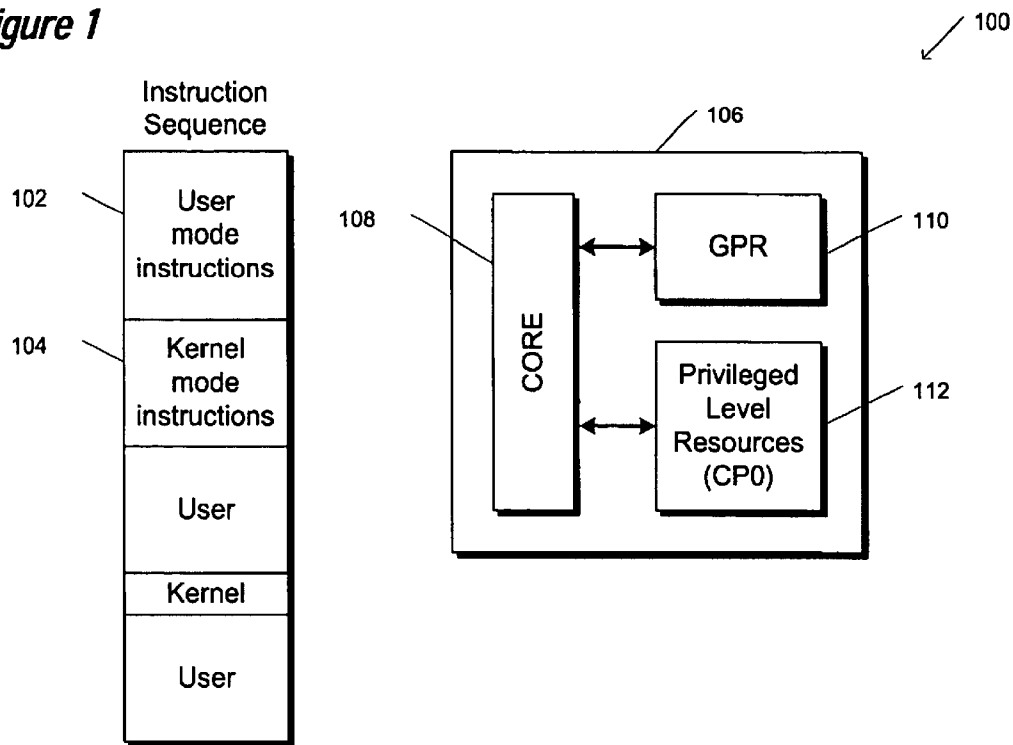 igure 1
100
Instruction
Sequence
102
User
mode
instructions
104
Kernel
mode
instructions
User
Kernel
User
106
108
CORE
GPR
110
Privileged
Level
Resources
(CP0)
112